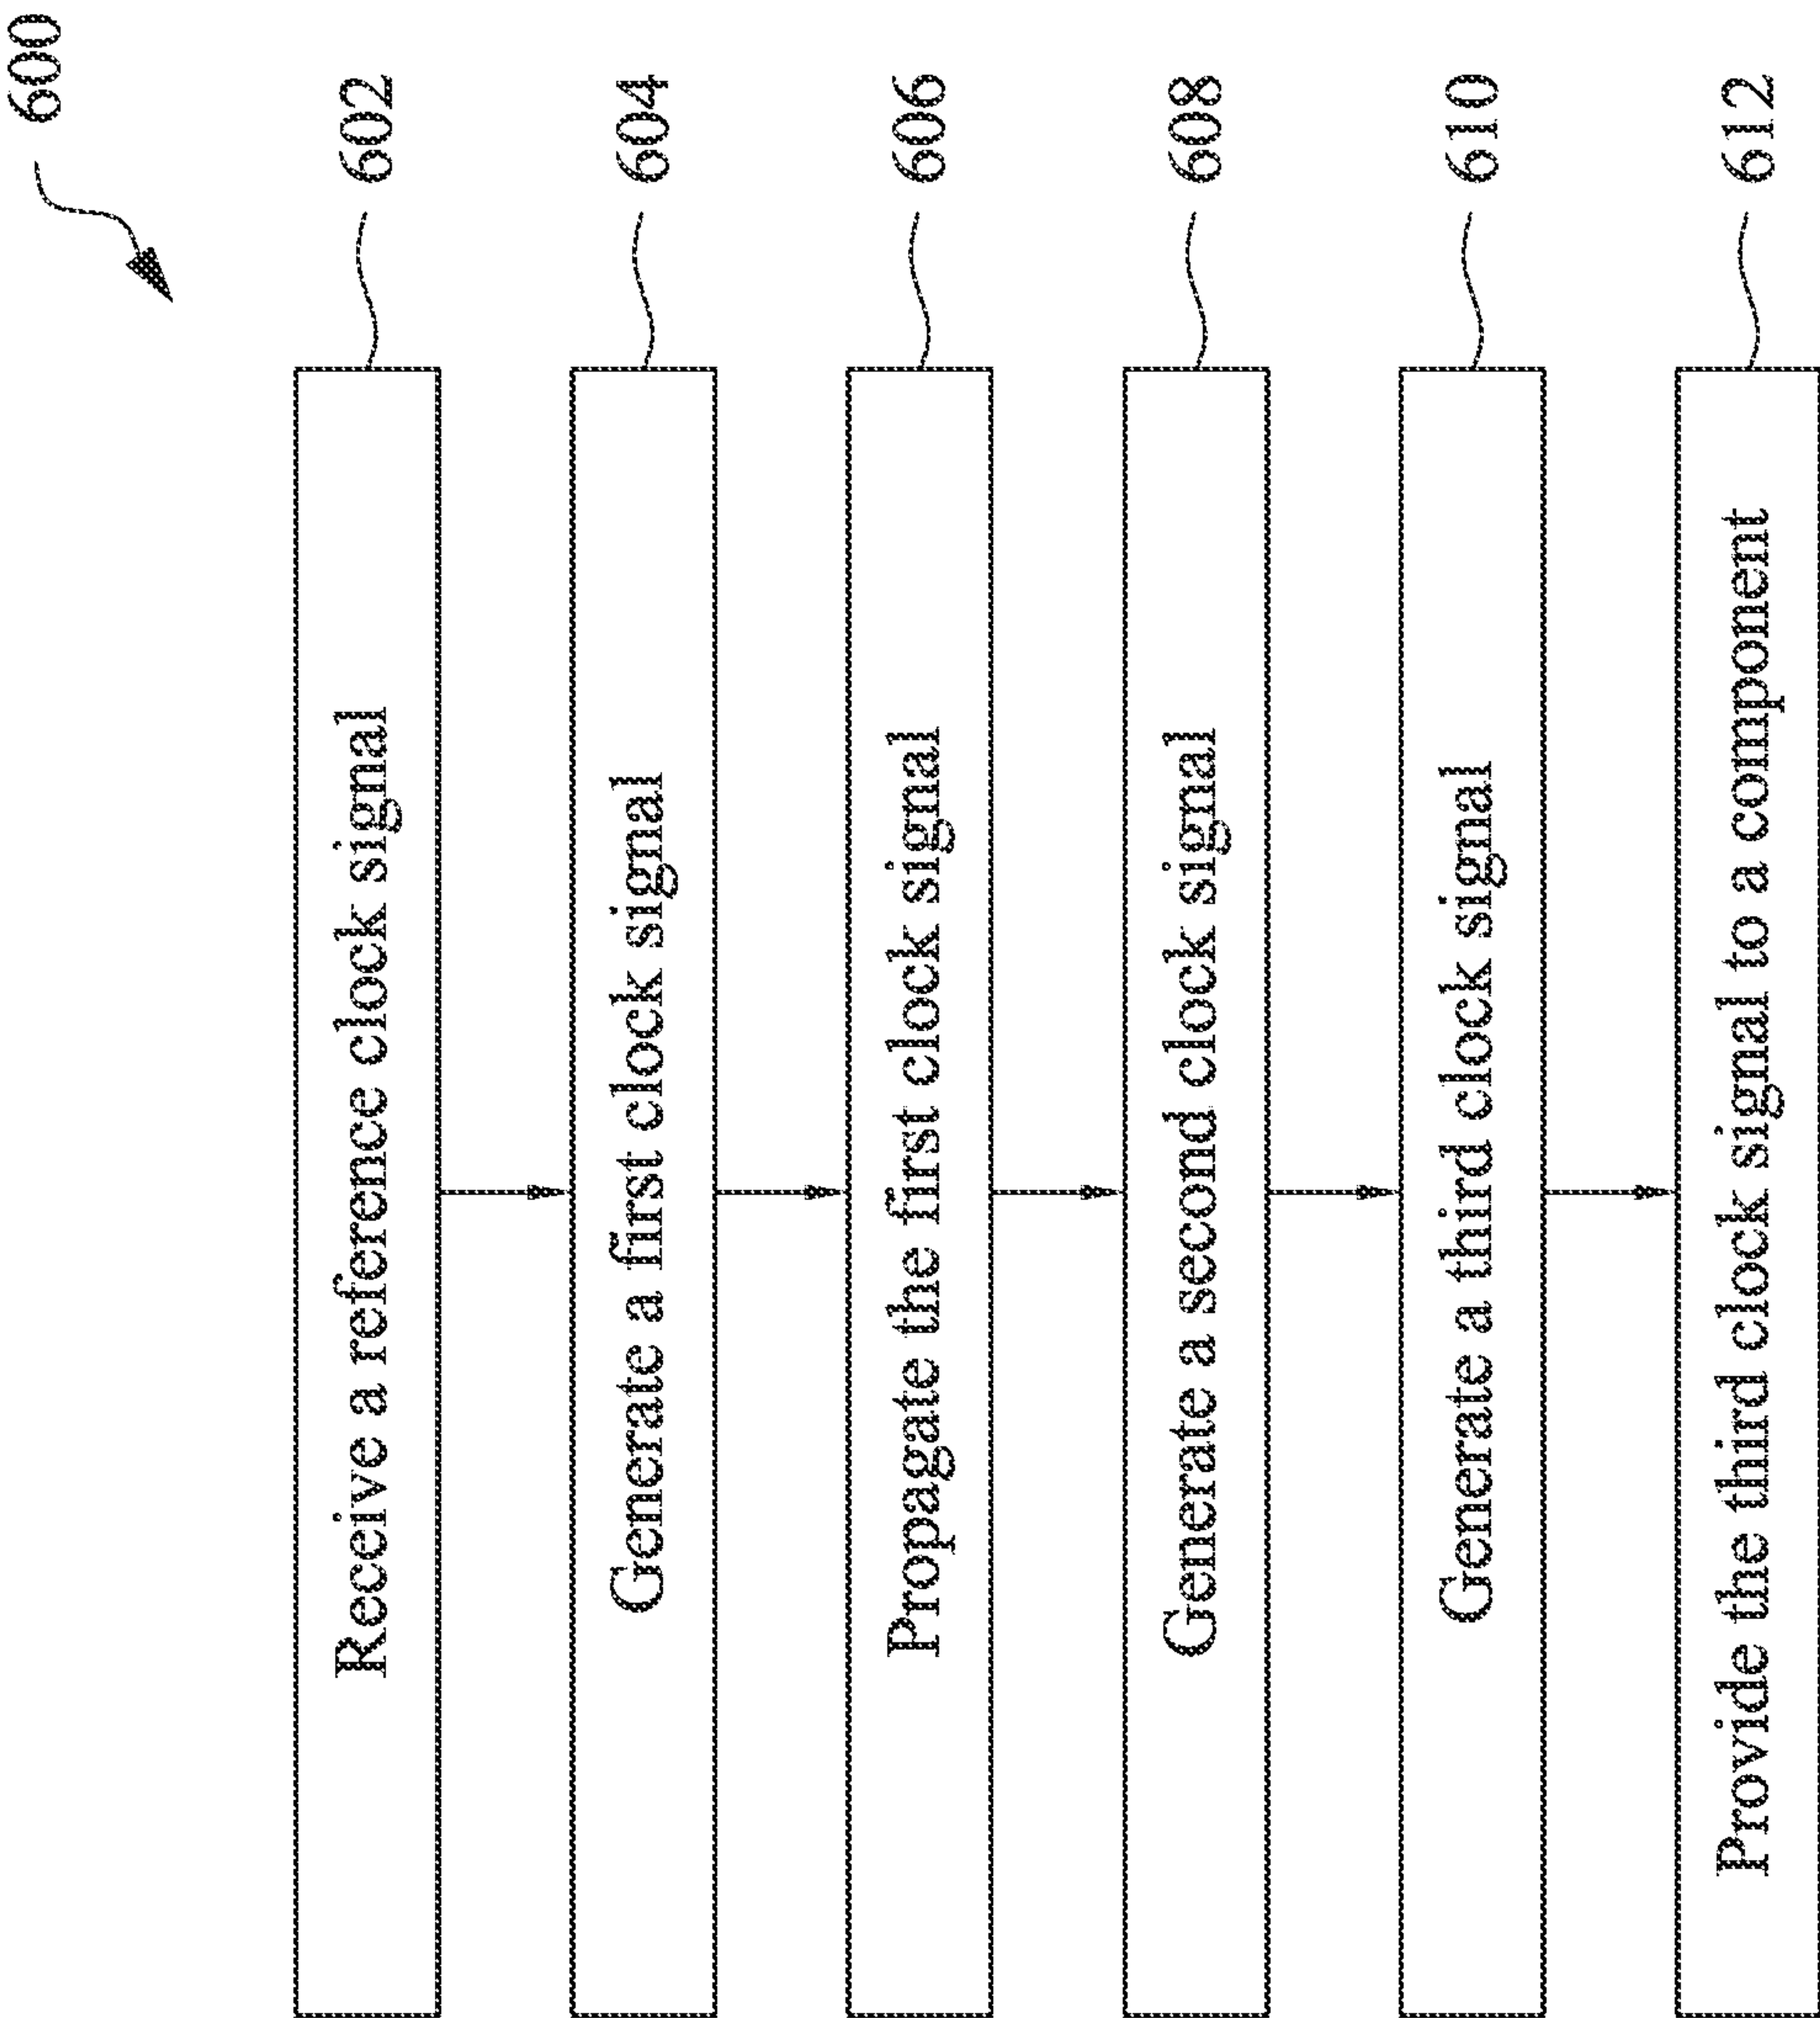 600
Receive a reference clock signal
602
Generate a first clock signal
604
Propagate the first clock signal
606
Generate a second clock signal
608
Generate a third clock signal
610
Provide the third clock signal to a component
612